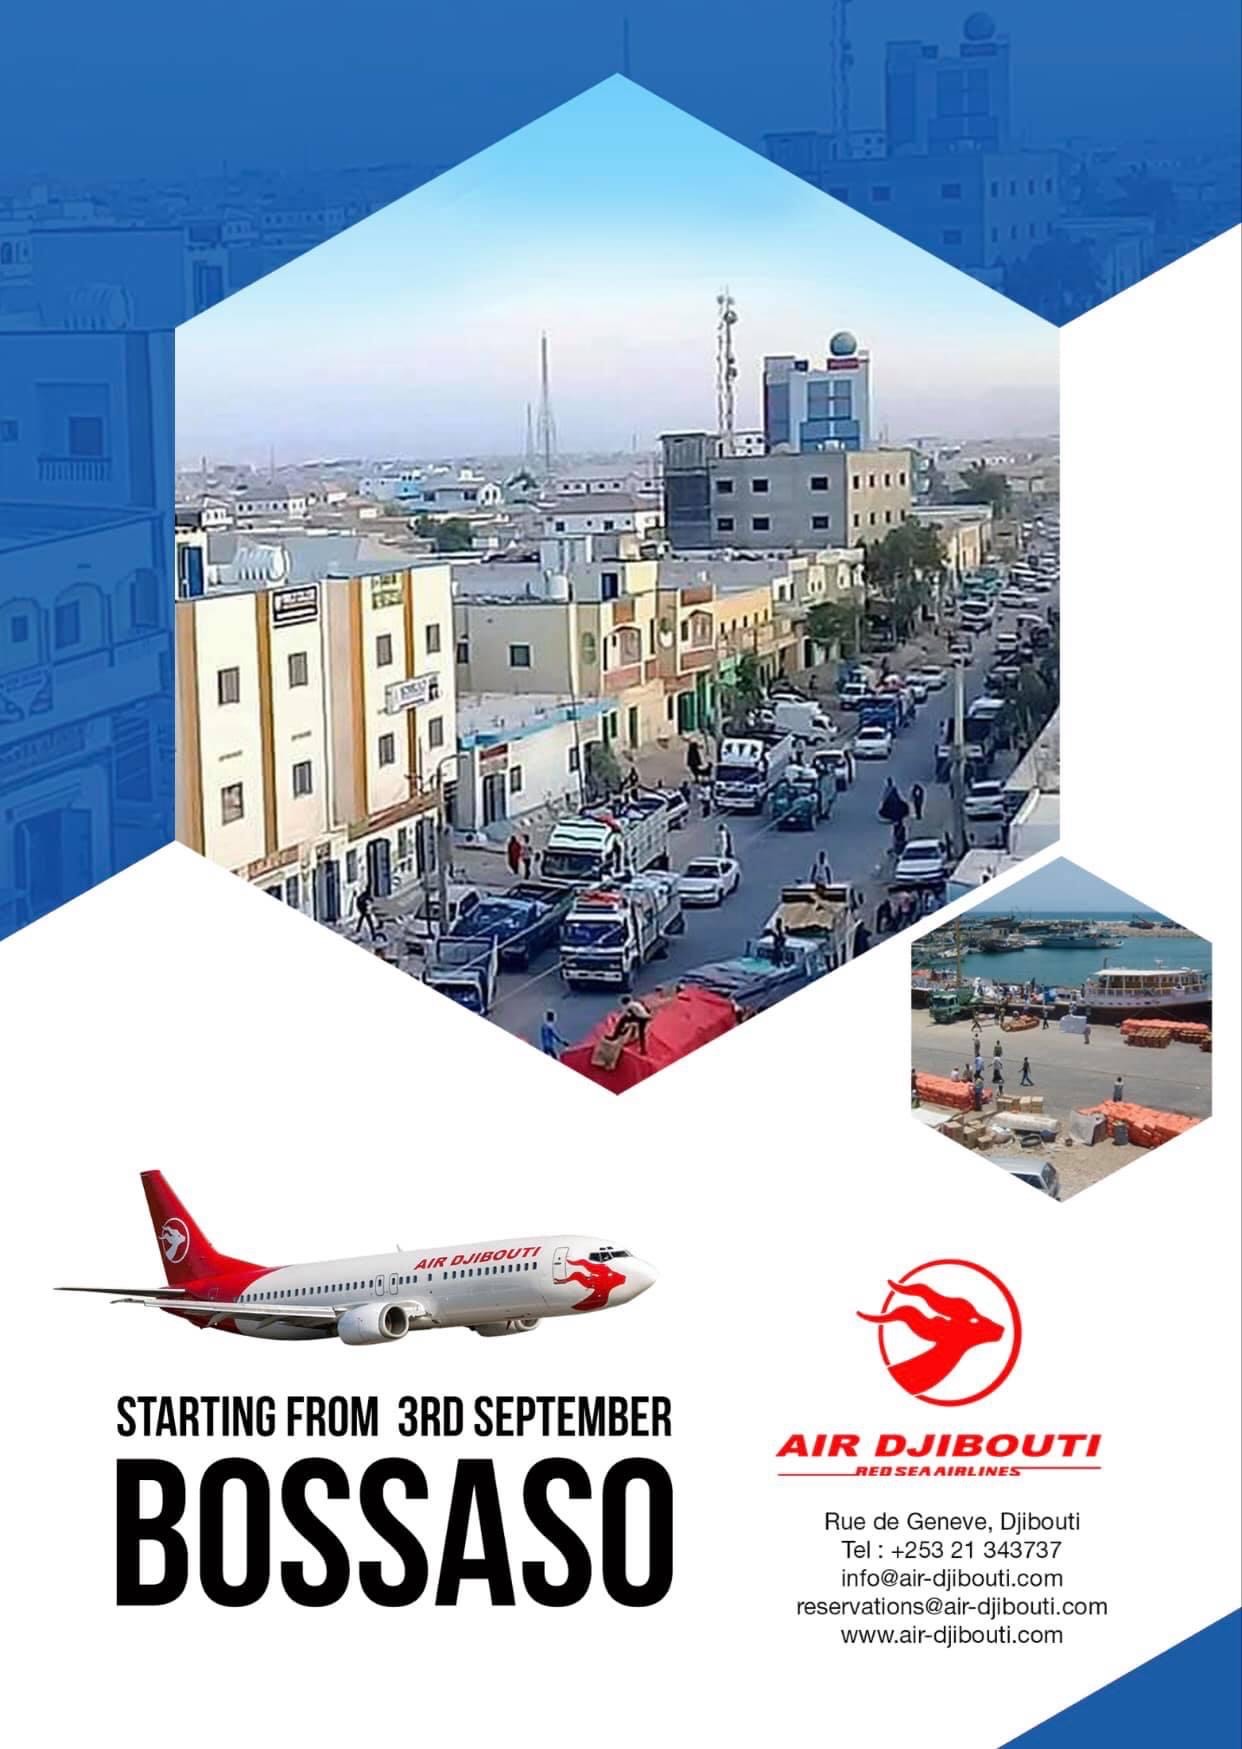 AIR DJIBOUTI
STARTING FROM 3RD SEPTEMBER
BOSSASO
AIR DJIBOUTI
RED SEA AIRLINES
Rue de Geneve, Djibouti
Tel : +253 21 343737
info@air-djibouti.com
reservations@air-djibouti.com
www.air-djibouti.com